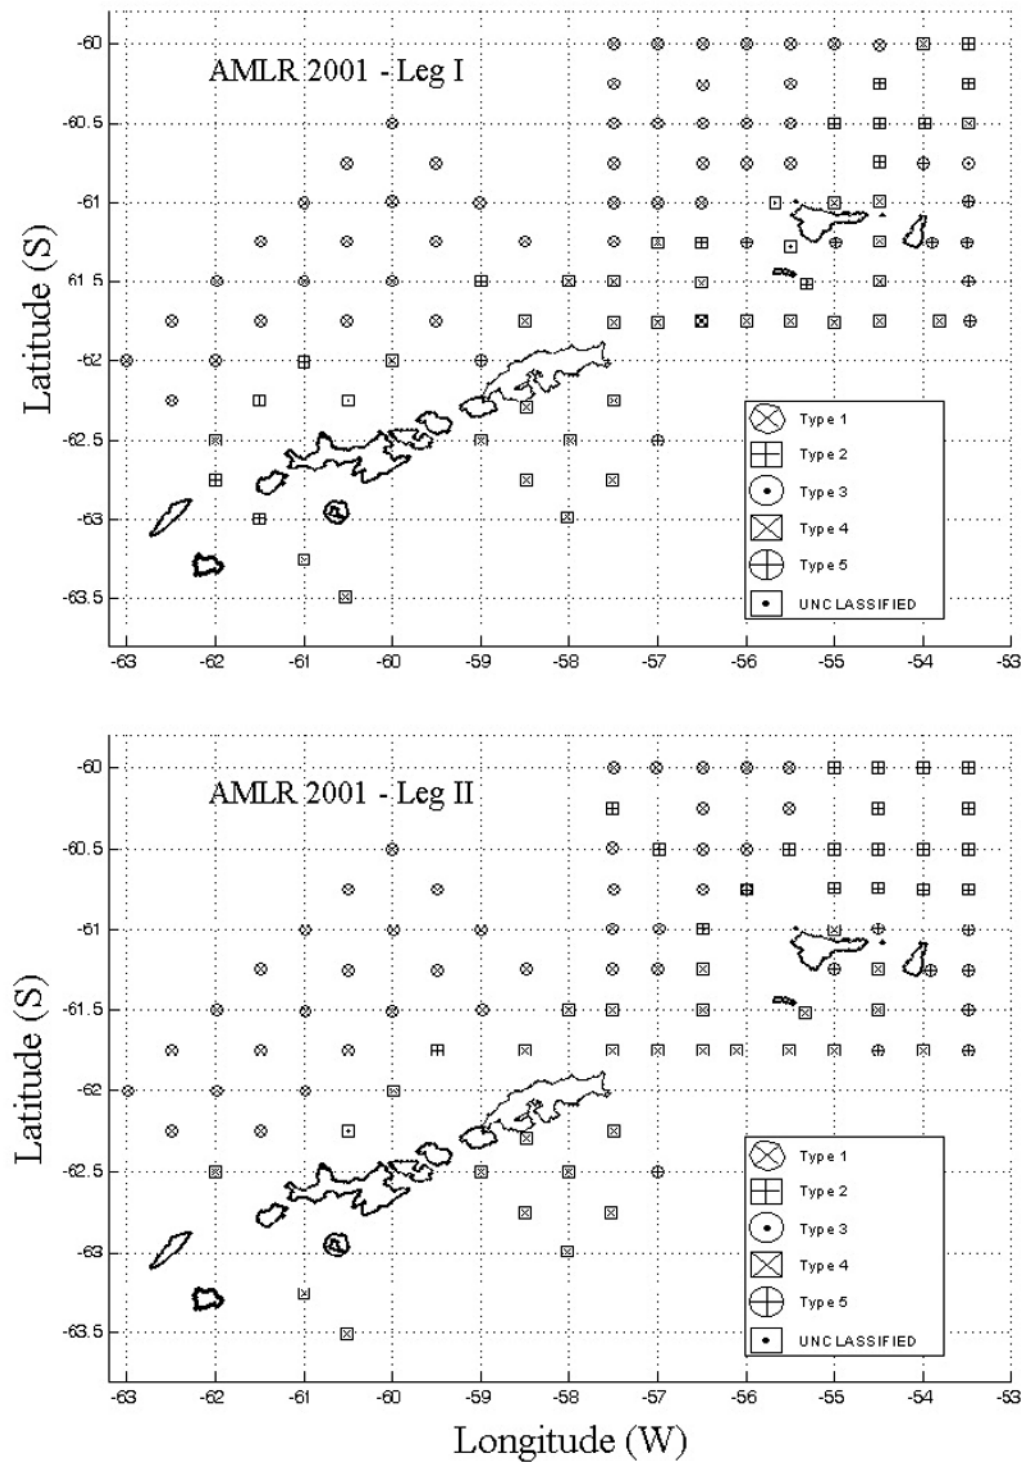 AMLR 2001 - Leg I
-60
-60.5
-61
61.5
-62
-62.5
-63
-63.5
Latitude (S)
Type 1
Type 2
Type 3
Type 4
Type 5
UNCLASSIFIED
-63 -62 -61 -60 -59 -58 -57 -56 -55 -54 -53
AMLR 2001 - Leg II
-60
-60.5
-51
-61.5
-62
-62.5
-63
-63.5
Latitude (S)
Type 1
Type 2
Type 3
Type 4
Type 5
UNCLASSIFIED
-63 -62 -61 -60 -59 -58 -57 -56 -55 -54 -53
Longitude (W)